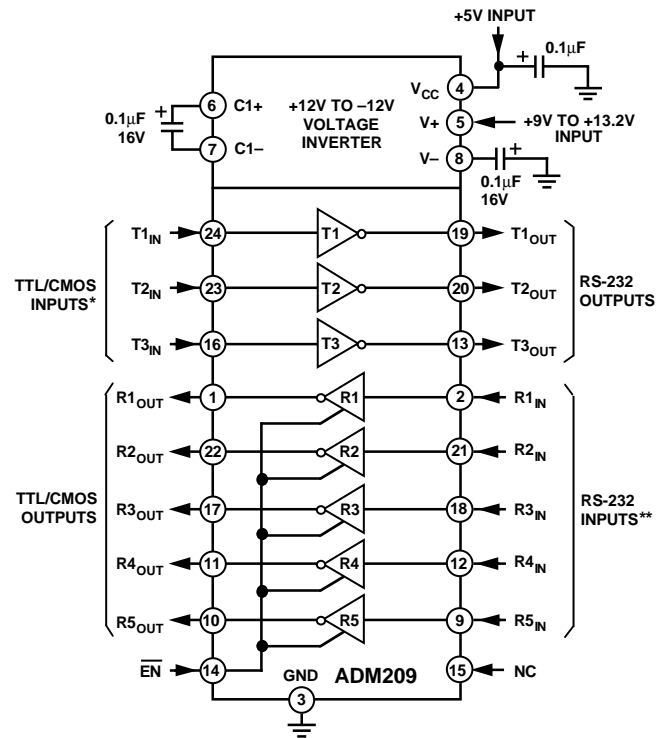 +5V INPUT
0.1µF
+
VCC
4
6
C1+
+12V TO –12V
VOLTAGE
INVERTER
V+
5
+9V TO +13.2V
INPUT
0.1µF
16V
+
7
C1–
V–
8
+
0.1µF
16V
T1IN
24
T1
19
T1OUT
TTL/CMOS
INPUTS*
T2IN
23
T2
20
T2OUT
RS-232
OUTPUTS
T3IN
16
T3
13
T3OUT
R1OUT
1
R1
2
R1IN
R2OUT
22
R2
21
R2IN
TTL/CMOS
OUTPUTS
R3OUT
17
R3
18
R3IN
RS-232
INPUTS**
R4OUT
11
R4
12
R4IN
R5OUT
10
R5
9
R5IN
EN
14
GND
3
ADM209
15
NC